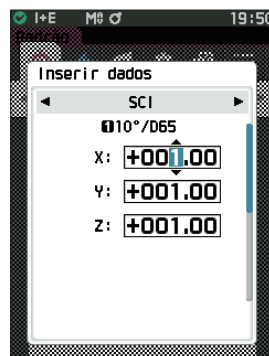 I+E M 19:50
Padrão
Inserir dados
SCI
1 10°/D65
X: +001.00
Y: +001.00
Z: +001.00